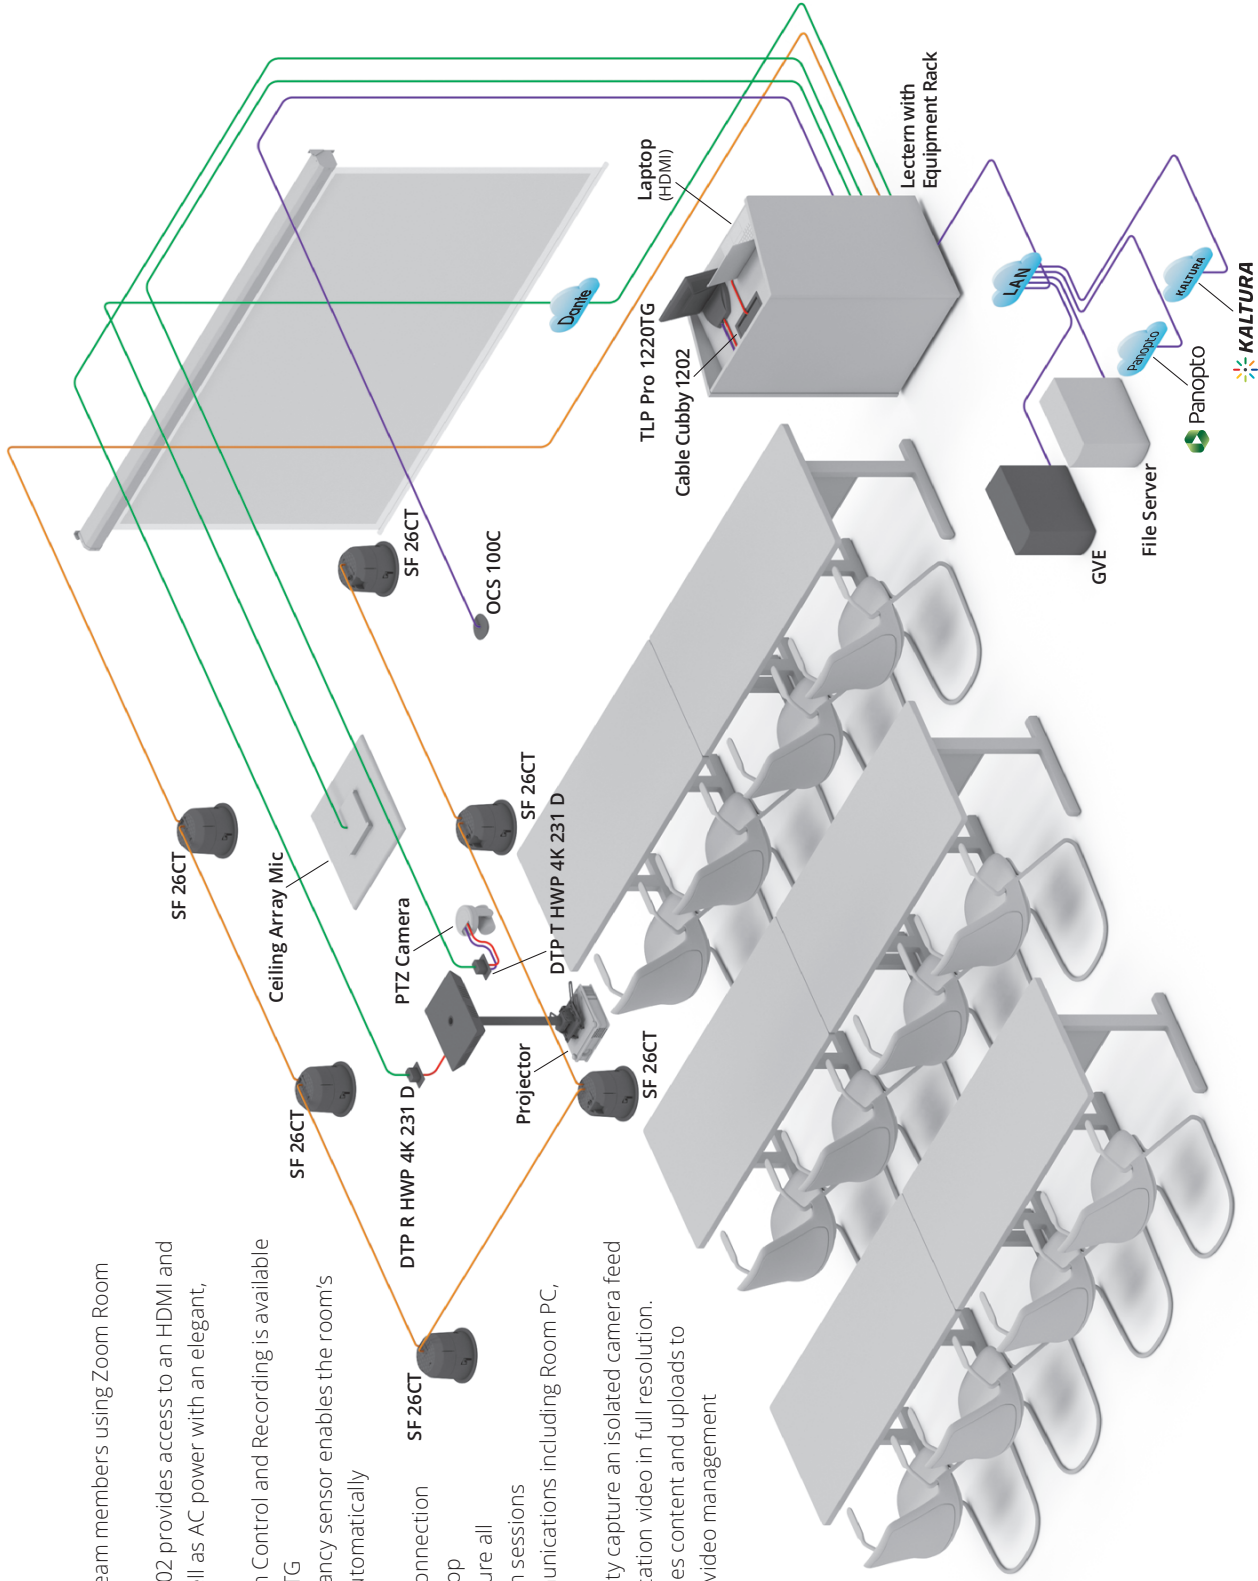 eam members using Zoom Room
02 provides access to an HDMI and
ll as AC power with an elegant,
n Control and Recording is available
TG
ancy sensor enables the room's
utomatically
onnection
op
ure all
n sessions
unications including Room PC,
ty capture an isolated camera feed
tation video in full resolution.
es content and uploads to
video management
SF 26CT
SF 26CT
SF 26CT
Ceiling Array Mic
DTP R HWP 4K 231 D
PTZ Camera
Projector
SF 26CT
DTP T HWP 4K 231 D
SF 26CT
SF 26CT
OCS 100C
Dante
TLP Pro 1220TG
Cable Cubby 1202
Laptop
(HDMI)
Lectern with
Equipment Rack
LAN
GVE
File Server
Panopto
Panopto
KALTURA
KALTURA